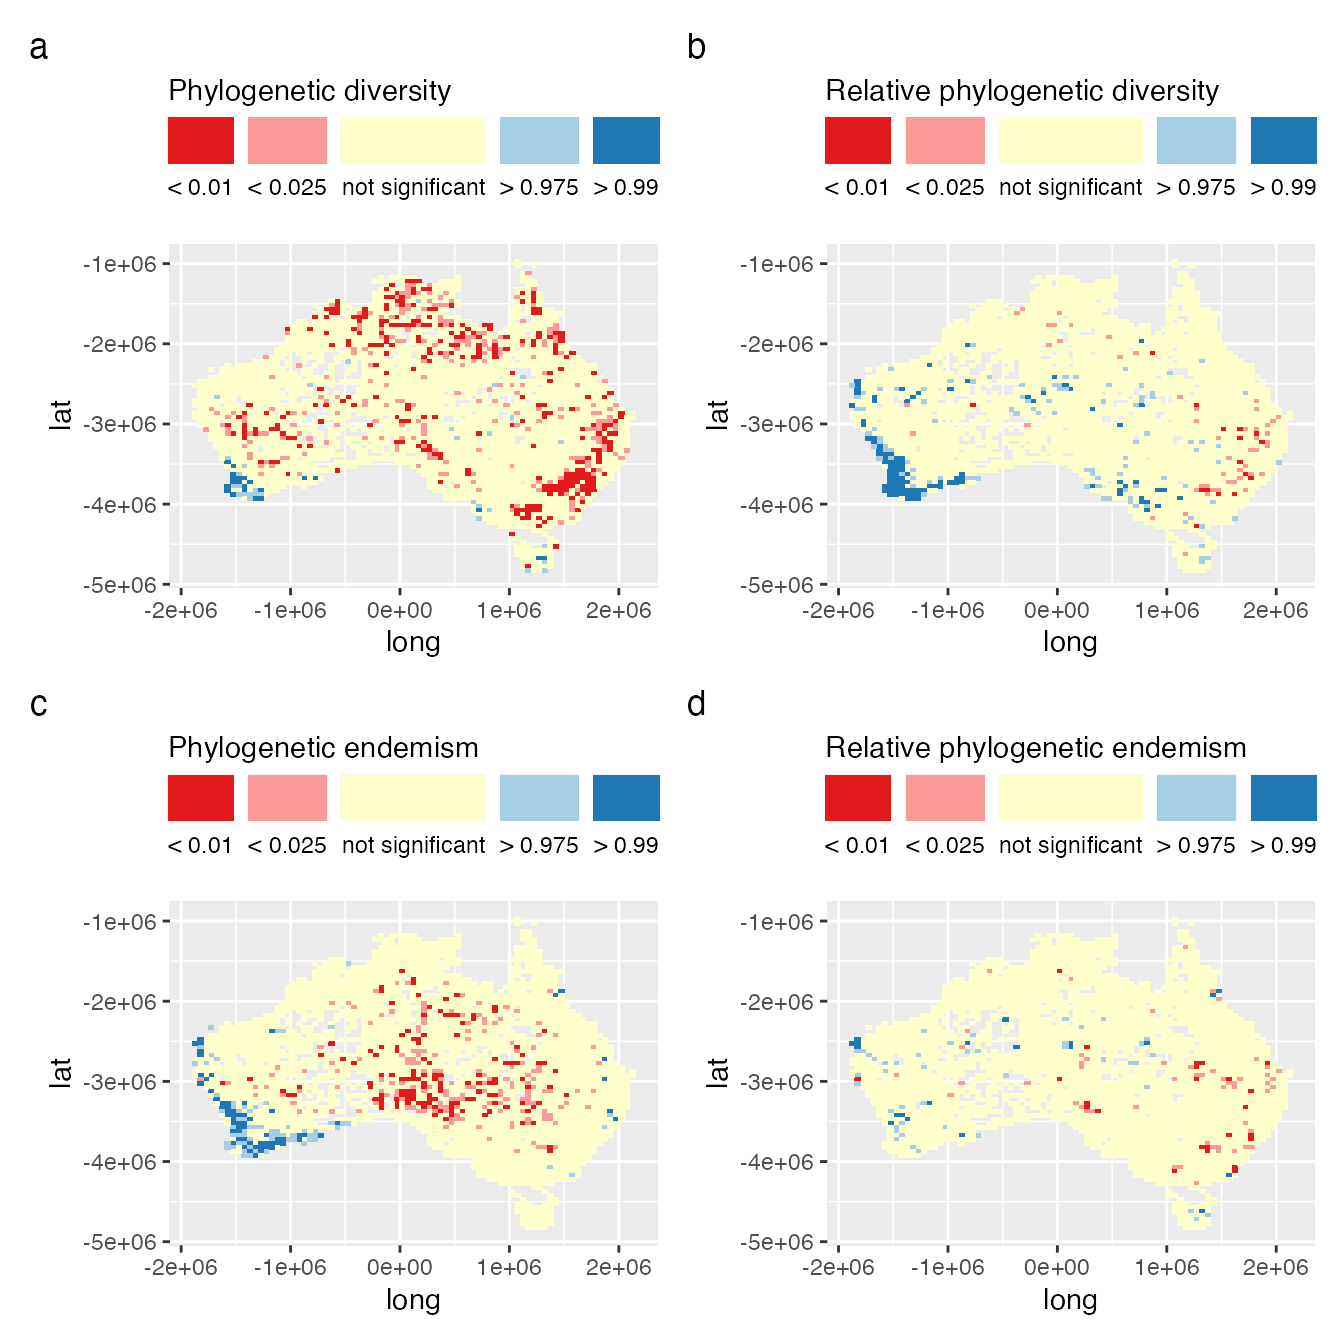 a
Phylogenetic diversity
< 0.01 < 0.025 not significant > 0.975 > 0.99
-1e+06
-2e+06
-3e+06
-4e+06
-5e+06
lat
-2e+06 -1e+06 0e+00 1e+06 2e+06
long
b
Relative phylogenetic diversity
< 0.01 < 0.025 not significant > 0.975 > 0.99
-1e+06
-2e+06
-3e+06
-4e+06
-5e+06
lat
-2e+06 -1e+06 0e+00 1e+06 2e+06
long
c
Phylogenetic endemism
< 0.01 < 0.025 not significant > 0.975 > 0.99
-1e+06
-2e+06
-3e+06
-4e+06
-5e+06
lat
-2e+06 -1e+06 0e+00 1e+06 2e+06
long
d
Relative phylogenetic endemism
< 0.01 < 0.025 not significant > 0.975 > 0.99
-1e+06
-2e+06
-3e+06
-4e+06
-5e+06
lat
-2e+06 -1e+06 0e+00 1e+06 2e+06
long